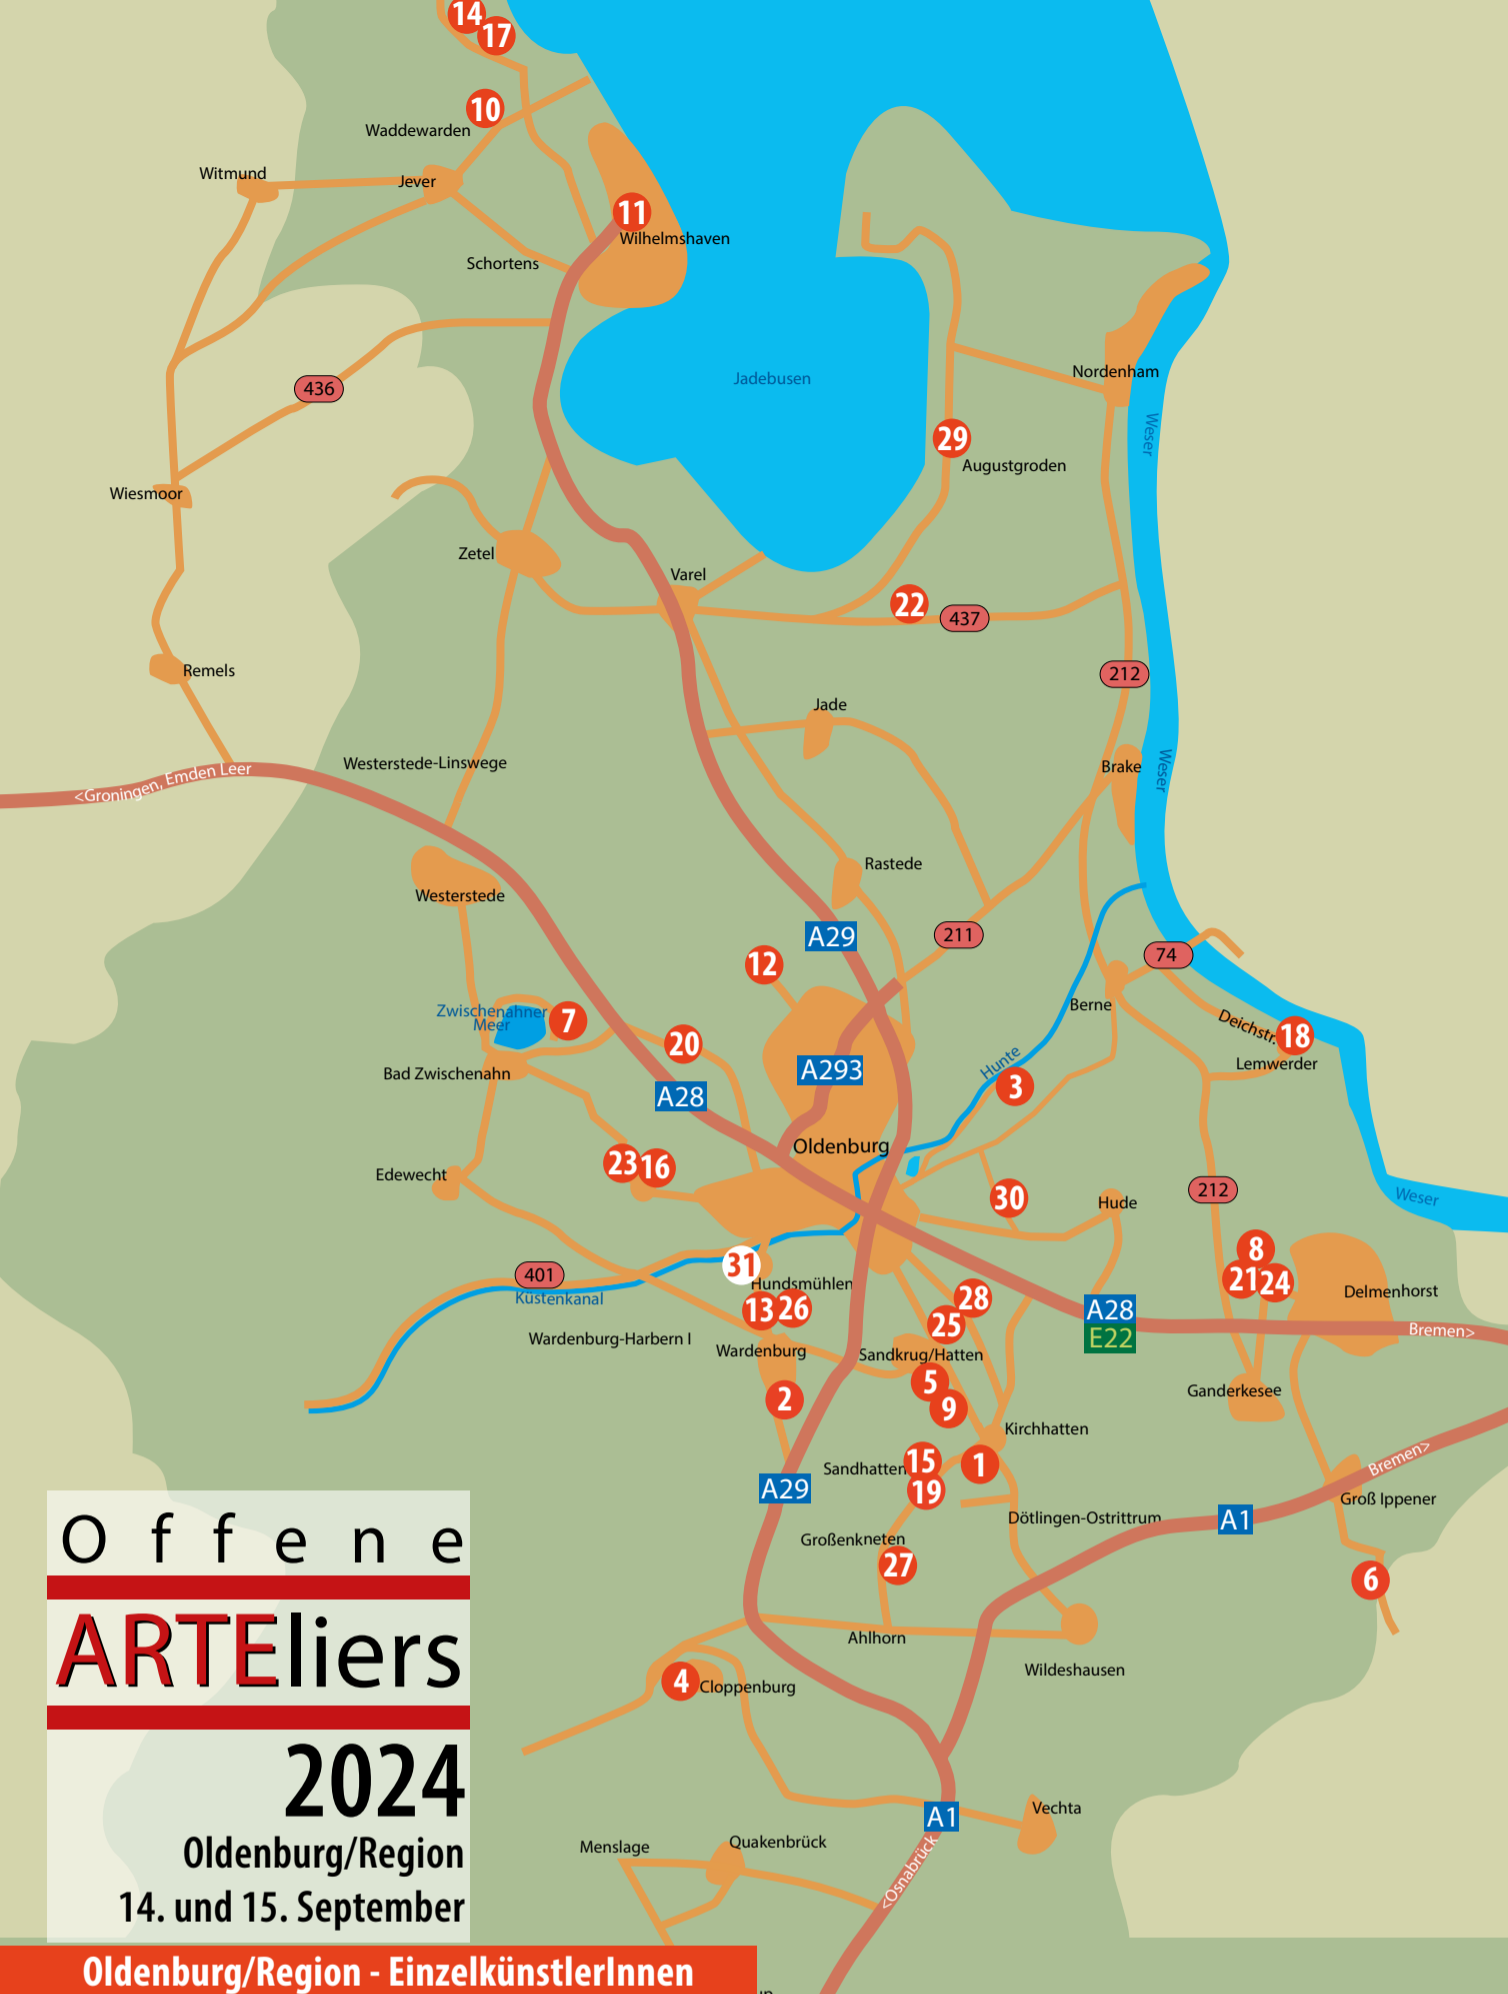 14
17
10
Waddewarden
Witmund
Jever
11
Wilhelmshaven
Schortens
436
Jadebusen
Nordenham
Weser
29
Augustgroden
Wiesmoor
Zetel
Varel
22
437
212
Remels
Jade
Westerstede-Linswege
<Groningen, Emden Leer
Brake
Weser
Rastede
Westerstede
A29
211
74
12
Zwischenahner
Meer
7
20
Berne
Deichstr.
18
Lemwerder
Bad Zwischenahn
A28
A293
Hunte
3
Oldenburg
23
16
Edewecht
30
Hude
212
Weser
8
21
24
31
Hundsmühlen
401
Küstenkanal
13
26
28
25
Delmenhorst
A28
E22
Bremen>
Wardenburg-Harbern I
Wardenburg
Sandkrug/Hatten
5
9
2
Ganderkesee
Kirchhatten
Sandhatten
15
1
19
A29
Bremen>
Groß Ippener
Dötlingen-Ostrittrum
A1
Großenkneten
27
6
Ahlhorn
Wildeshausen
4
Cloppenburg
Vechta
A1
Menslage
Quakenbrück
<Osnabrück
Offene
ARTEliers
2024
Oldenburg/Region
14. und 15. September
Oldenburg/Region - EinzelkünstlerInnen